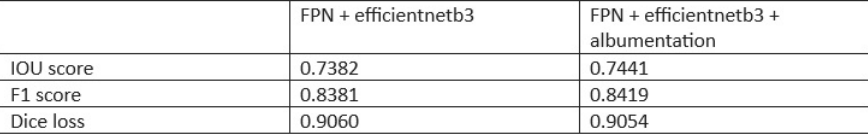 FPN + efficientnetb3 FPN + efficientnetb3 +
albumentation
IOU score 0.7382 0.7441
F1 score 0.8381 0.8419
Dice loss 0.9060 0.9054